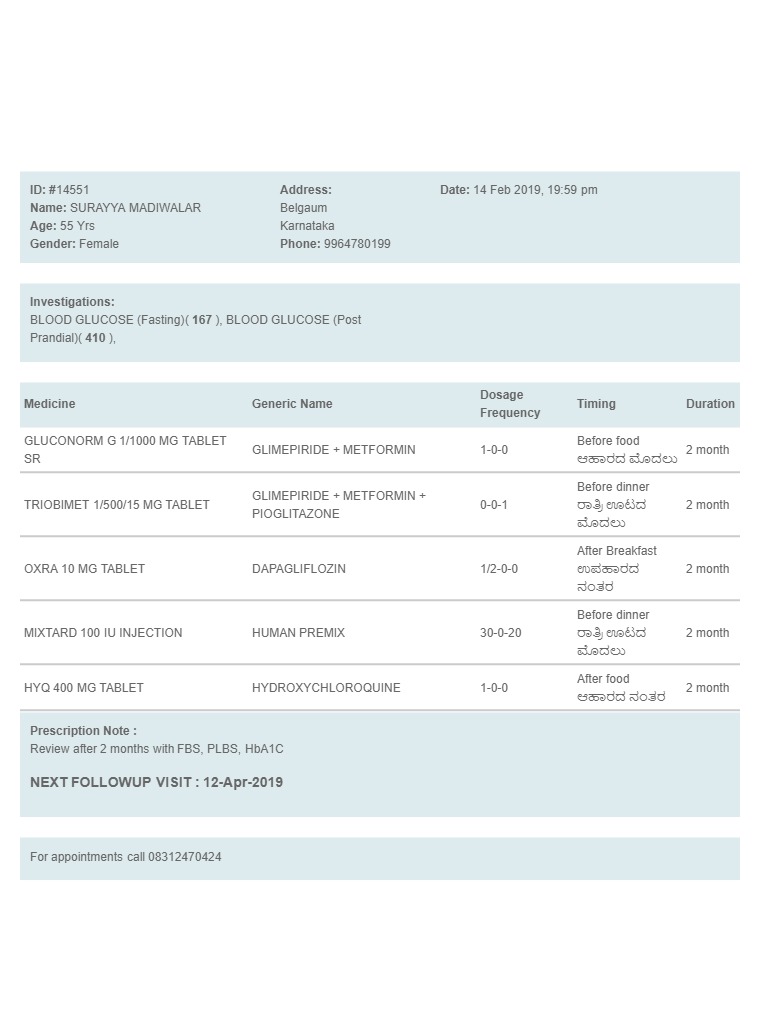 ID: #14551
Name: SURAYYA MADIWALAR
Age: 55 Yrs
Gender: Female
Address:
Belgaum
Karnataka
Phone: 9964780199
Date: 14 Feb 2019, 19:59 pm
Investigations:
BLOOD GLUCOSE (Fasting)( 167 ), BLOOD GLUCOSE (Post
Prandial)( 410 ),
Medicine Generic Name Dosage Frequency Timing Duration
GLUCONORM G 1/1000 MG TABLET
SR
GLIMEPIRIDE + METFORMIN
1-0-0
Before food
ಆಹಾರದ ಮೊದಲು
2 month
TRIOBIMET 1/500/15 MG TABLET
GLIMEPIRIDE + METFORMIN +
PIOGLITAZONE
0-0-1
Before dinner
ರಾತ್ರಿ ಊಟದ
ಮೊದಲು
2 month
OXRA 10 MG TABLET
DAPAGLIFLOZIN
1/2-0-0
After Breakfast
ಉಪಹಾರದ
ನಂತರ
2 month
MIXTARD 100 IU INJECTION
HUMAN PREMIX
30-0-20
Before dinner
ರಾತ್ರಿ ಊಟದ
ಮೊದಲು
2 month
HYQ 400 MG TABLET
HYDROXYCHLOROQUINE
1-0-0
After food
ಆಹಾರದ ನಂತರ
2 month
Prescription Note :
Review after 2 months with FBS, PLBS, HbA1C
NEXT FOLLOWUP VISIT : 12-Apr-2019
For appointments call 08312470424